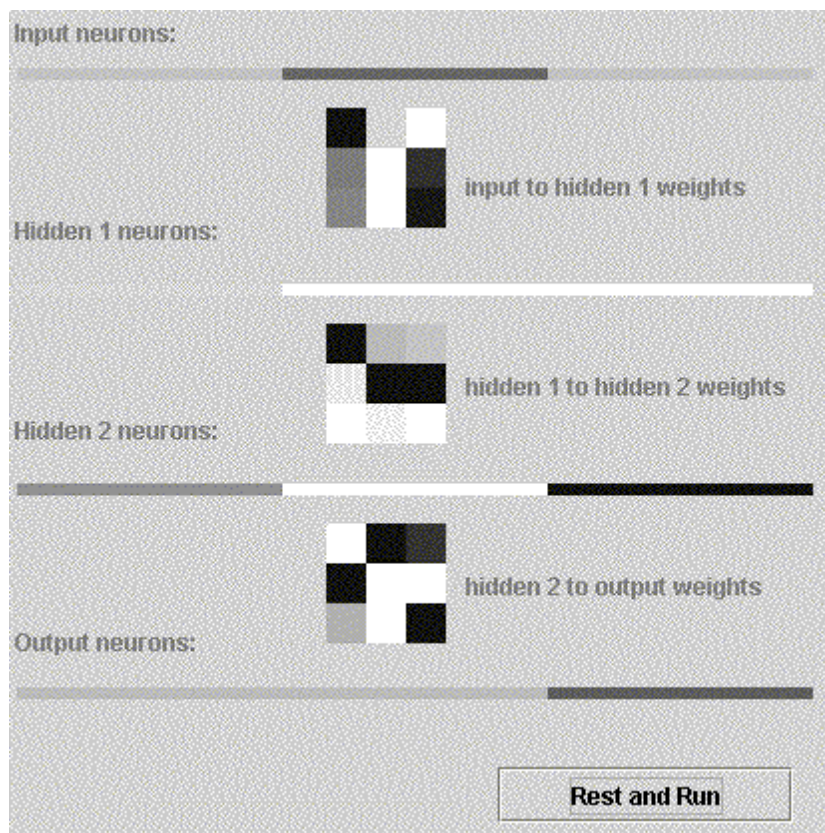 Input neurons:
input to hidden 1 weights
Hidden 1 neurons:
hidden 1 to hidden 2 weights
Hidden 2 neurons:
hidden 2 to output weights
Output neurons:
Rest and Run